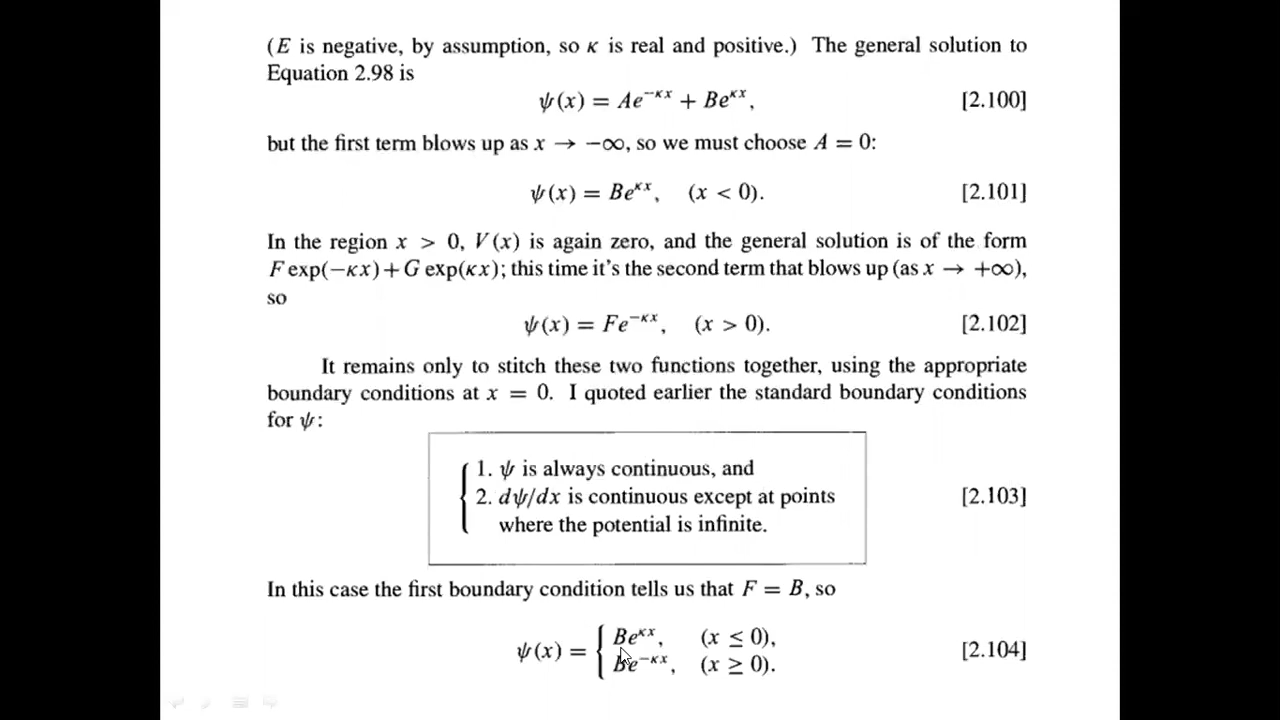 (E is negative, by assumption, so κ is real and positive.) The general solution to
Equation 2.98 is
ψ(x) = Ae^{−κx} + Be^{κx}, [2.100]
but the first term blows up as x → −∞, so we must choose A = 0:
ψ(x) = Be^{κx}, (x < 0). [2.101]
In the region x > 0, V(x) is again zero, and the general solution is of the form
F exp(−κx)+G exp(κx); this time it's the second term that blows up (as x → +∞),
so
ψ(x) = Fe^{−κx}, (x > 0). [2.102]
It remains only to stitch these two functions together, using the appropriate
boundary conditions at x = 0. I quoted earlier the standard boundary conditions
for ψ:
1. ψ is always continuous, and
2. dψ/dx is continuous except at points [2.103]
where the potential is infinite.
In this case the first boundary condition tells us that F = B, so
ψ(x) = { Be^{κx}, (x ≤ 0), [2.104]
Be^{−κx}, (x ≥ 0).